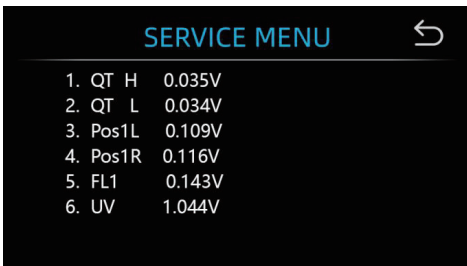 SERVICE MENU
1. QT H 0.035V
2. QT L 0.034V
3. Pos1L 0.109V
4. Pos1R 0.116V
5. FL1 0.143V
6. UV 1.044V